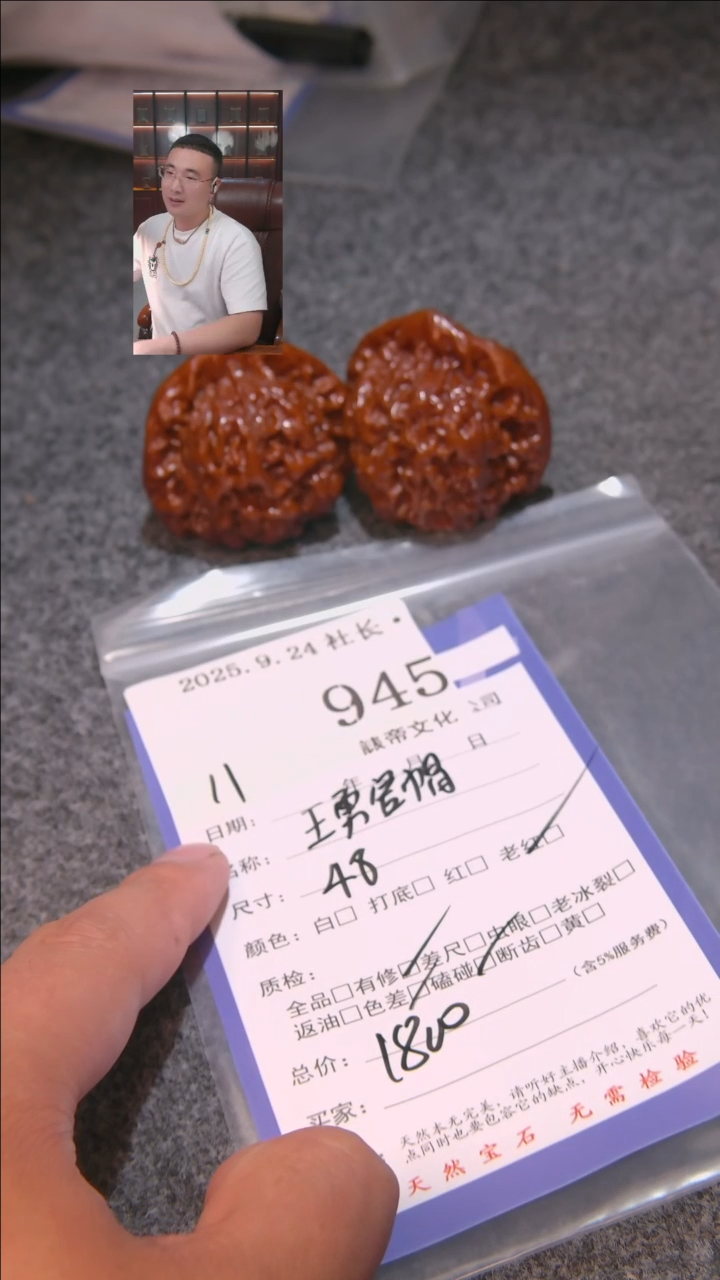 2025.9.24 社长 •
945
帝文化 公司
年 月 日
11
日期：
名称： 王勇官帽
尺寸： 48
颜色：白□ 打底□ 红□ 老红□
质检：
全品□有修□差尺□虫眼□老冰裂□
返油□色差□磕碰□断齿□黄□
总价： 1800 （含5%服务费）
买家：
天然本无完美，请听好主播介绍，喜欢它的优
点同时也要包容它的缺点，开心快乐每一天！
天然宝石 无需检验